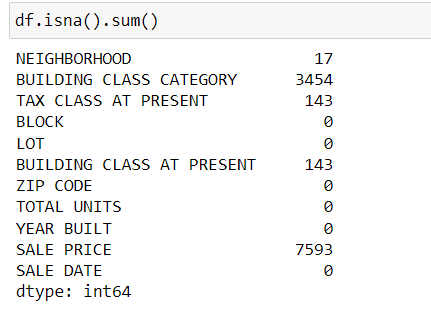 df.isna().sum()
NEIGHBORHOOD 17
BUILDING CLASS CATEGORY 3454
TAX CLASS AT PRESENT 143
BLOCK 0
LOT 0
BUILDING CLASS AT PRESENT 143
ZIP CODE 0
TOTAL UNITS 0
YEAR BUILT 0
SALE PRICE 7593
SALE DATE 0
dtype: int64